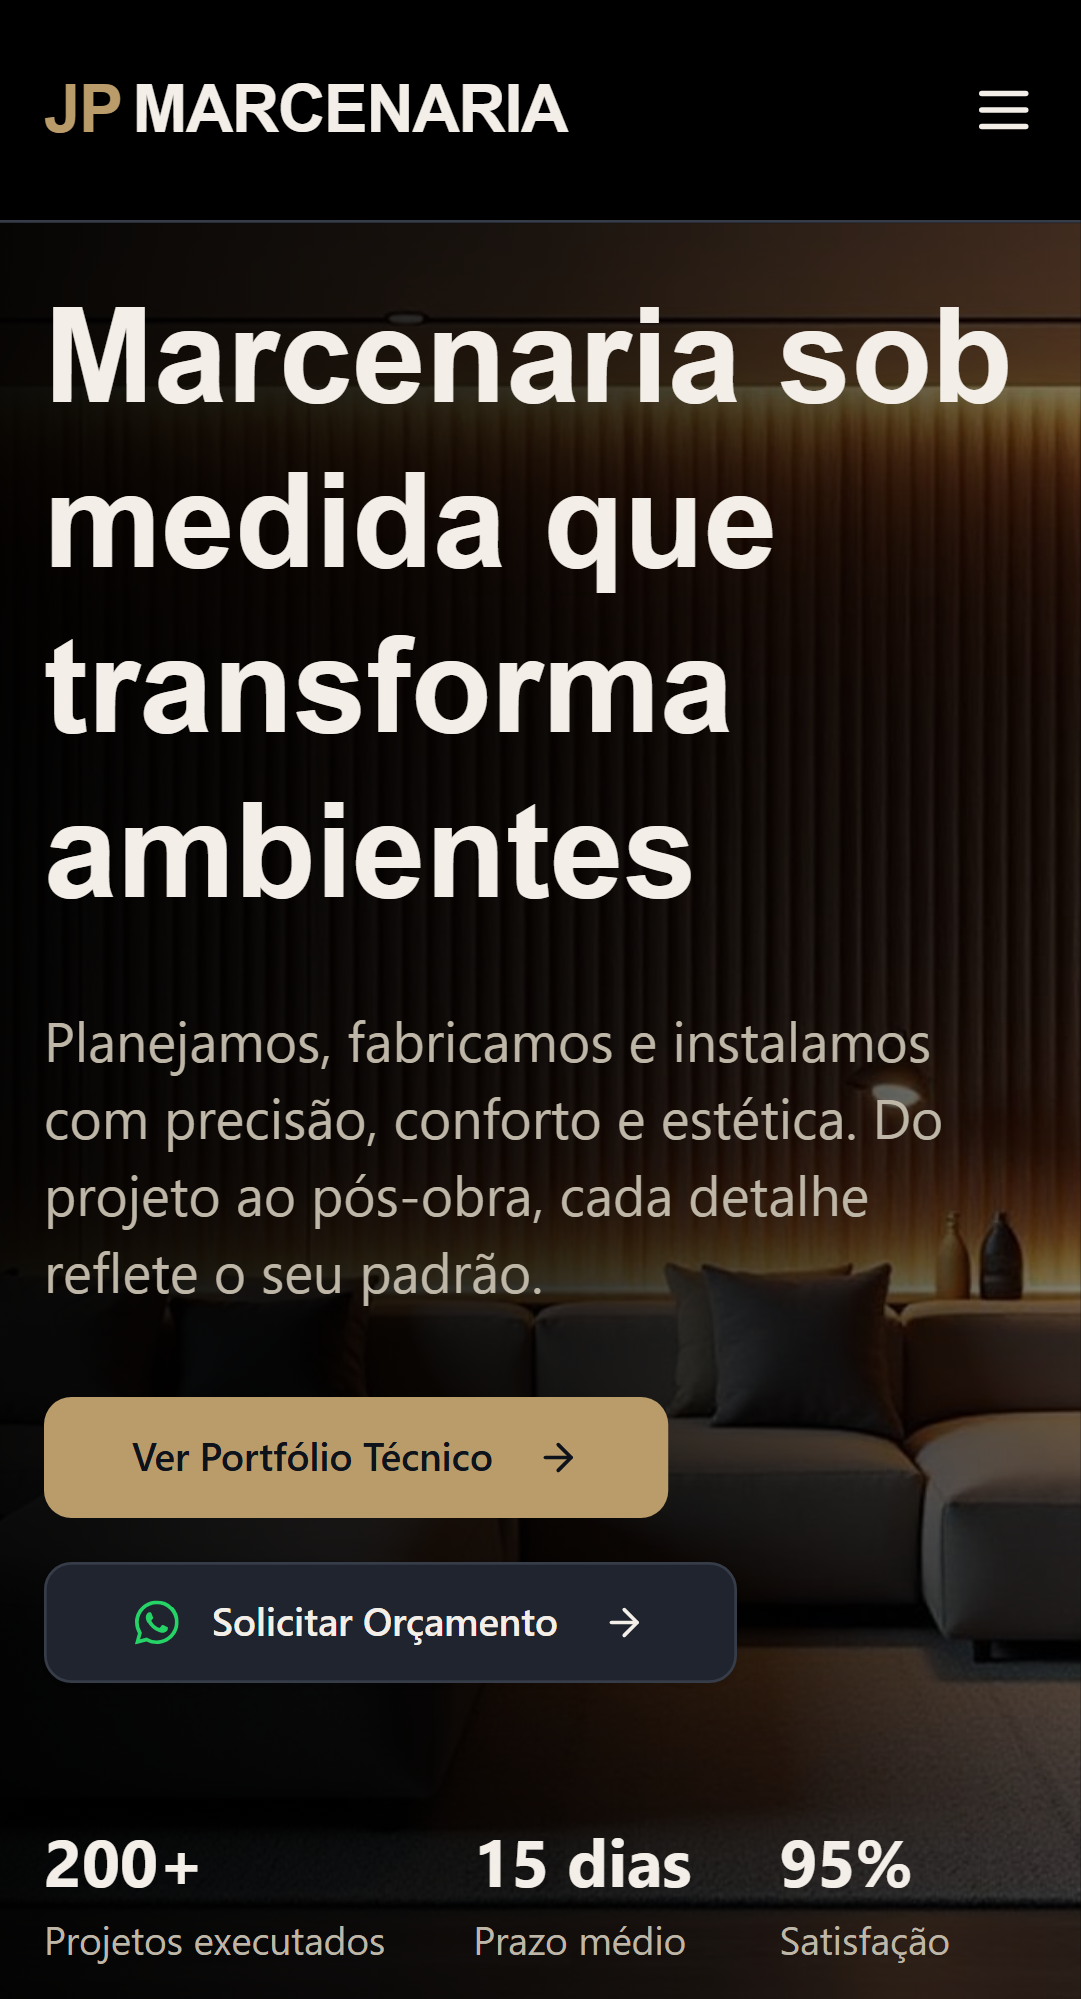 JP MARCENARIA
Marcenaria sob
medida que
transforma
ambientes
Planejamos, fabricamos e instalamos
com precisão, conforto e estética. Do
projeto ao pós-obra, cada detalhe
reflete o seu padrão.
Ver Portfólio Técnico
Solicitar Orçamento
200+ 15 dias 95%
Projetos executados Prazo médio Satisfação